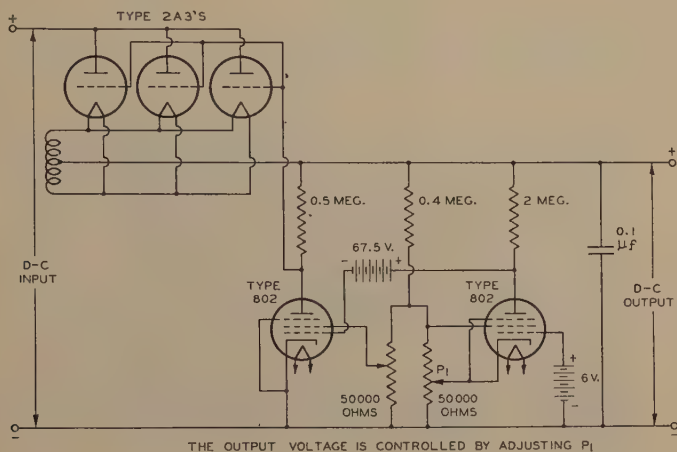 TYPE 2A3'S
+
+
0.5 MEG.
0.4 MEG.
2 MEG.
67.5 V.
-
+
0.1
μf
D-C
INPUT
TYPE
802
TYPE
802
D-C
OUTPUT
P1
+
6 V.
-
50000
OHMS
50000
OHMS
-
-
THE OUTPUT VOLTAGE IS CONTROLLED BY ADJUSTING P1